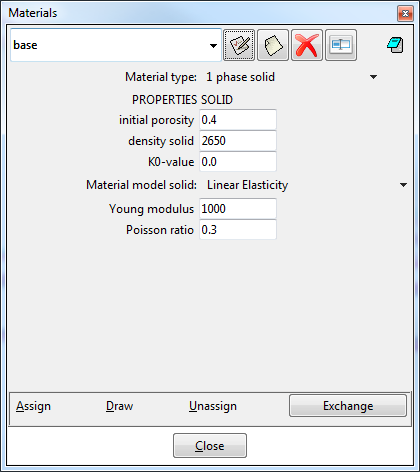 Materials
base
Material type: 1 phase solid
PROPERTIES SOLID
initial porosity 0.4
density solid 2650
K0-value 0.0
Material model solid: Linear Elasticity
Young modulus 1000
Poisson ratio 0.3
Assign Draw Unassign Exchange
Close